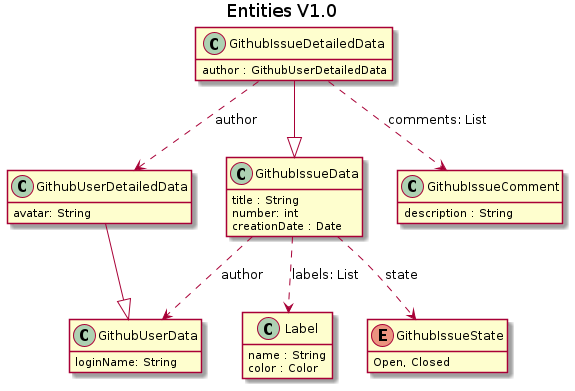 Entities V1.0
C GithubIssueDetailedData
author : GithubUserDetailedData
author
comments: List
C GithubUserDetailedData
avatar: String
C GithubIssueData
title : String
number: int
creationDate : Date
C GithubIssueComment
description : String
author
labels: List
state
C GithubUserData
loginName: String
C Label
name : String
color : Color
E GithubIssueState
Open, Closed